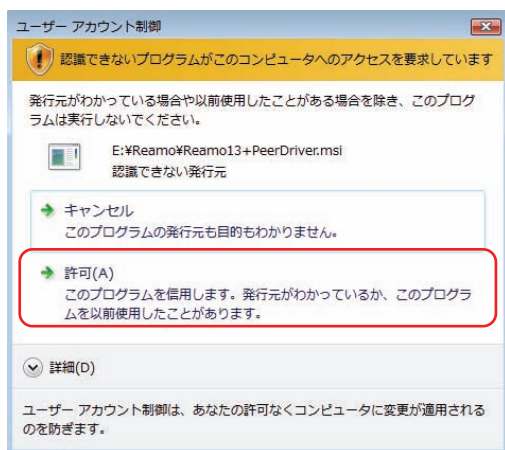 ユーザー アカウント制御
認識できないプログラムがこのコンピュータへのアクセスを要求しています
発行元がわかっている場合や以前使用したことがある場合を除き、このプログ
ラムは実行しないでください。
E:¥Reamo¥Reamo13+PeerDriver.msi
認識できない発行元
キャンセル
このプログラムの発行元も目的もわかりません。
許可(A)
このプログラムを信用します。発行元がわかっているか、このプログラ
ムを以前使用したことがあります。
詳細(D)
ユーザー アカウント制御は、あなたの許可なくコンピュータに変更が適用される
のを防ぎます。